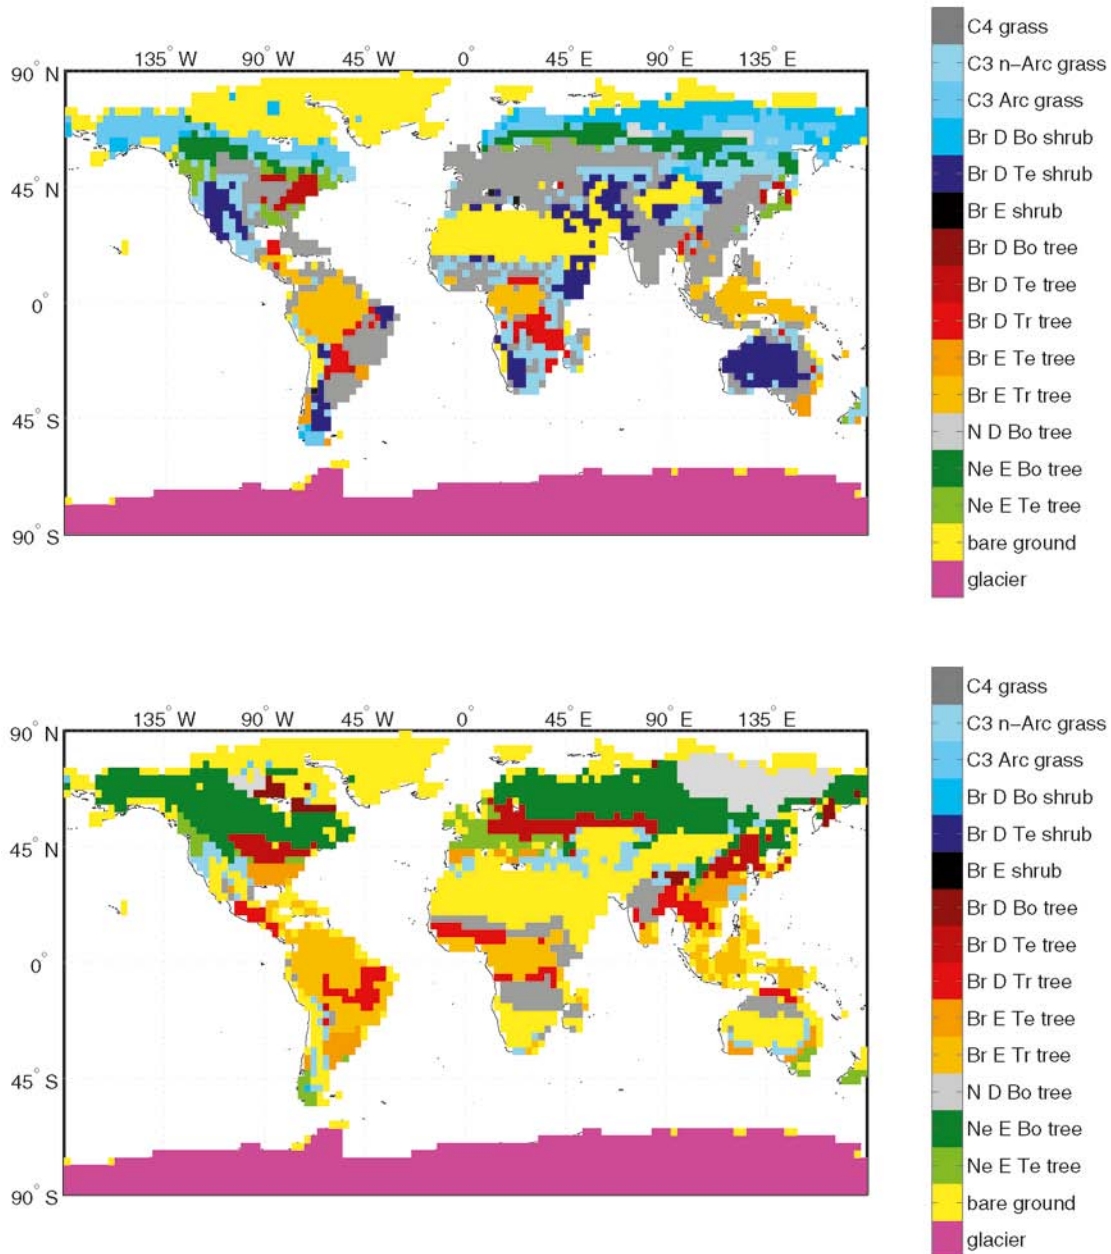 135° W 90° W 45° W 0° 45° E 90° E 135° E
90° N
45° N
0°
45° S
90° S
C4 grass
C3 n–Arc grass
C3 Arc grass
Br D Bo shrub
Br D Te shrub
Br E shrub
Br D Bo tree
Br D Te tree
Br D Tr tree
Br E Te tree
Br E Tr tree
N D Bo tree
Ne E Bo tree
Ne E Te tree
bare ground
glacier
135° W 90° W 45° W 0° 45° E 90° E 135° E
90° N
45° N
0°
45° S
90° S
C4 grass
C3 n–Arc grass
C3 Arc grass
Br D Bo shrub
Br D Te shrub
Br E shrub
Br D Bo tree
Br D Te tree
Br D Tr tree
Br E Te tree
Br E Tr tree
N D Bo tree
Ne E Bo tree
Ne E Te tree
bare ground
glacier